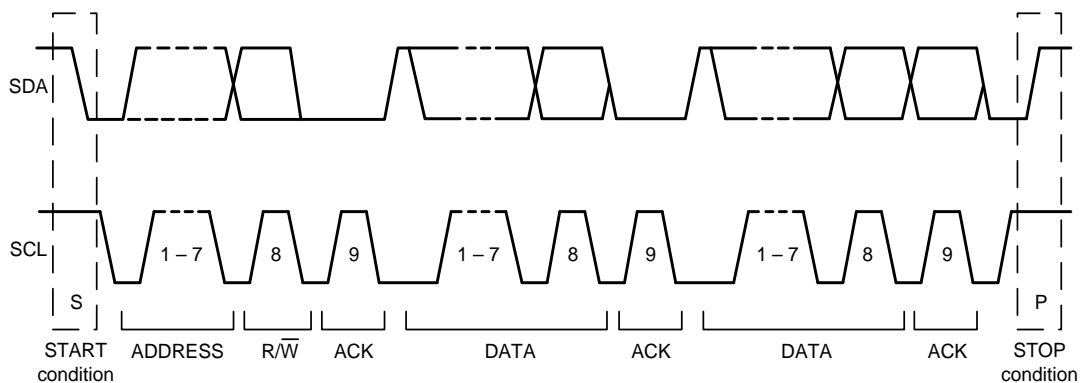 SDA
SCL
1 – 7 8 9 1 – 7 8 9 1 – 7 8 9
S P
START ADDRESS R/W̅ ACK DATA ACK DATA ACK STOP
condition condition